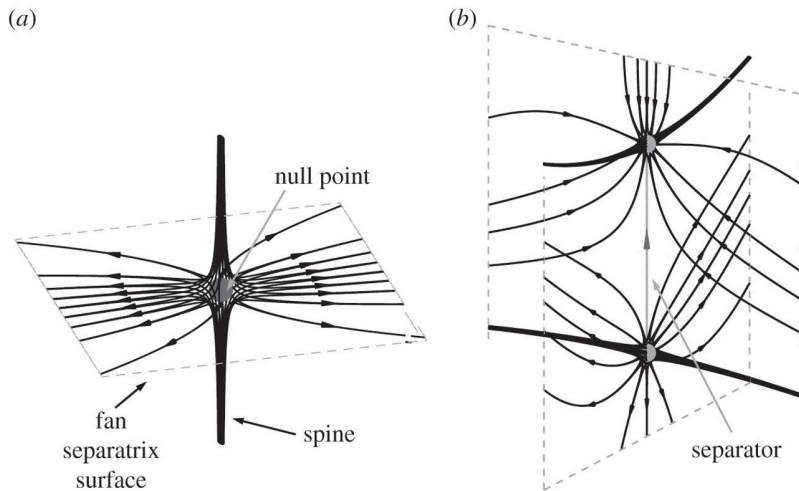 (a)
(b)
null point
fan
separatrix
surface
spine
separator